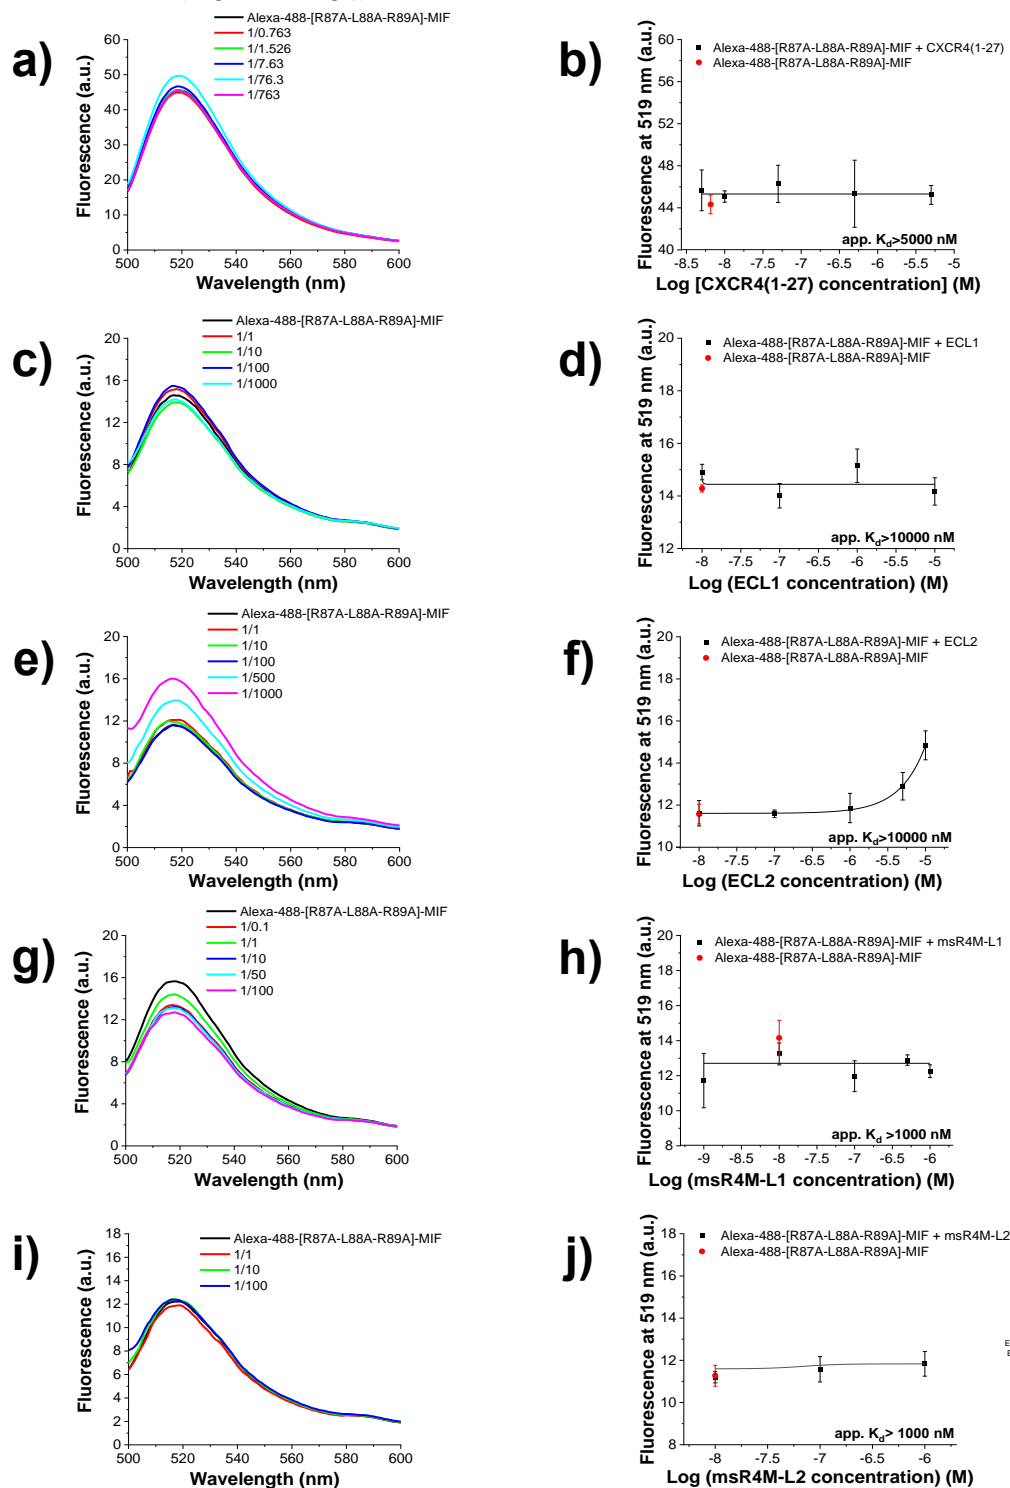 a)
Alexa-488-[R87A-L88A-R89A]-MIF
1/0.763
1/1.526
1/7.63
1/76.3
1/763
60
50
40
30
20
10
0
Fluorescence (a.u.)
500 520 540 560 580 600
Wavelength (nm)
b)
Alexa-488-[R87A-L88A-R89A]-MIF + CXCR4(1-27)
Alexa-488-[R87A-L88A-R89A]-MIF
60
56
52
48
44
40
Fluorescence at 519 nm (a.u.)
app. Kd>5000 nM
-8.5 -8 -7.5 -7 -6.5 -6 -5.5 -5
Log [CXCR4(1-27) concentration] (M)
c)
Alexa-488-[R87A-L88A-R89A]-MIF
1/1
1/10
1/100
1/1000
20
16
12
8
4
0
Fluorescence (a.u.)
500 520 540 560 580 600
Wavelength (nm)
d)
Alexa-488-[R87A-L88A-R89A]-MIF + ECL1
Alexa-488-[R87A-L88A-R89A]-MIF
20
18
16
14
12
Fluorescence at 519 nm (a.u.)
app. Kd>10000 nM
-8 -7.5 -7 -6.5 -6 -5.5 -5
Log (ECL1 concentration) (M)
e)
Alexa-488-[R87A-L88A-R89A]-MIF
1/1
1/10
1/100
1/500
1/1000
20
16
12
8
4
0
Fluorescence (a.u.)
500 520 540 560 580 600
Wavelength (nm)
f)
Alexa-488-[R87A-L88A-R89A]-MIF + ECL2
Alexa-488-[R87A-L88A-R89A]-MIF
20
18
16
14
12
10
Fluorescence at 519 nm (a.u.)
app. Kd>10000 nM
-8 -7.5 -7 -6.5 -6 -5.5 -5
Log (ECL2 concentration) (M)
g)
Alexa-488-[R87A-L88A-R89A]-MIF
1/0.1
1/1
1/10
1/50
1/100
20
16
12
8
4
0
Fluorescence (a.u.)
500 520 540 560 580 600
Wavelength (nm)
h)
Alexa-488-[R87A-L88A-R89A]-MIF + msR4M-L1
Alexa-488-[R87A-L88A-R89A]-MIF
20
18
16
14
12
10
8
Fluorescence at 519 nm (a.u.)
app. Kd >1000 nM
-9 -8.5 -8 -7.5 -7 -6.5 -6
Log (msR4M-L1 concentration) (M)
i)
Alexa-488-[R87A-L88A-R89A]-MIF
1/1
1/10
1/100
18
16
14
12
10
8
6
4
2
0
Fluorescence (a.u.)
500 520 540 560 580 600
Wavelength (nm)
j)
Alexa-488-[R87A-L88A-R89A]-MIF + msR4M-L2
Alexa-488-[R87A-L88A-R89A]-MIF
18
16
14
12
10
8
Fluorescence at 519 nm (a.u.)
app. Kd> 1000 nM
-8 -7.5 -7 -6.5 -6
Log (msR4M-L2 concentration) (M)